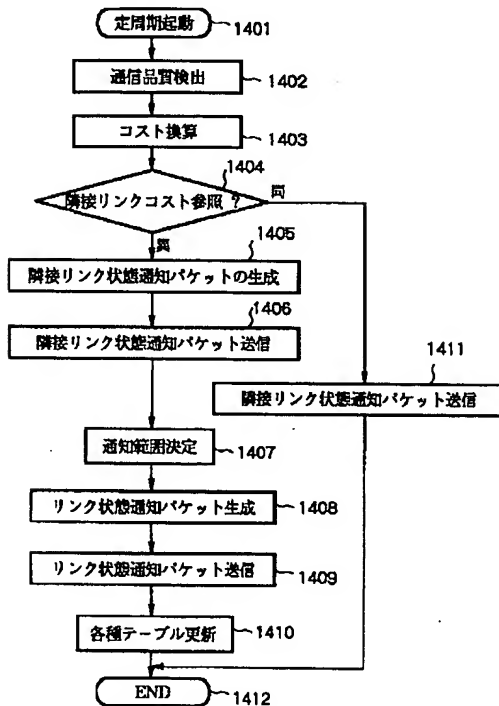 定周期起動
1401
通信品質検出
1402
コスト換算
1403
1404
隣接リンクコスト参照 ?
同
異
1405
隣接リンク状態通知パケットの生成
1406
隣接リンク状態通知パケット送信
1411
隣接リンク状態通知パケット送信
通知範囲決定
1407
リンク状態通知パケット生成
1408
リンク状態通知パケット送信
1409
各種テーブル更新
1410
END
1412